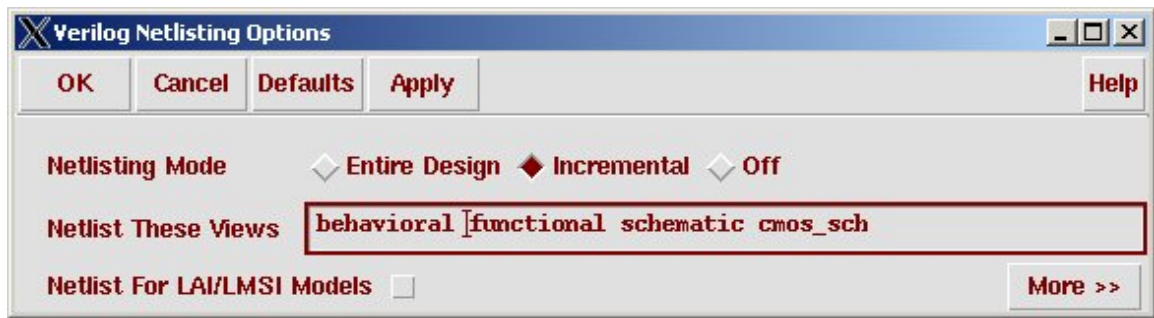 Verilog Netlisting Options
OK Cancel Defaults Apply Help
Netlisting Mode Entire Design Incremental Off
Netlist These Views behavioral functional schematic cmos_sch
Netlist For LAI/LMSI Models More >>